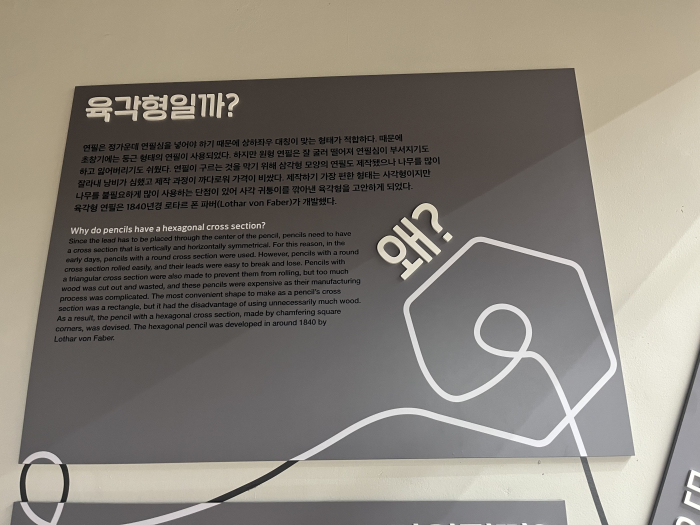 육각형일까?
연필은 정가운데 연필심을 넣어야 하기 때문에 상하좌우 대칭이 맞는 형태가 적합하다. 때문에
초창기에는 둥근 형태의 연필이 사용되었다. 하지만 원형 연필은 잘 굴러 떨어져 연필심이 부서지기도
하고 잃어버리기도 쉬웠다. 연필이 구르는 것을 막기 위해 삼각형 모양의 연필도 제작됐으나 나무를 많이
잘라내 낭비가 심했고 제작 과정이 까다로워 가격이 비쌌다. 제작하기 가장 편한 형태는 사각형이지만
나무를 불필요하게 많이 사용하는 단점이 있어 사각 귀퉁이를 깎아낸 육각형을 고안하게 되었다.
육각형 연필은 1840년경 로타르 폰 파버(Lothar von Faber)가 개발했다.
왜?
Why do pencils have a hexagonal cross section?
Since the lead has to be placed through the center of the pencil, pencils need to have
a cross section that is vertically and horizontally symmetrical. For this reason, in the
early days, pencils with a round cross section were used. However, pencils with a round
cross section rolled easily, and their leads were easy to break and lose. Pencils with
a triangular cross section were also made to prevent them from rolling, but too much
wood was cut out and wasted, and these pencils were expensive as their manufacturing
process was complicated. The most convenient shape to make as a pencil's cross
section was a rectangle, but it had the disadvantage of using unnecessarily much wood.
As a result, the pencil with a hexagonal cross section, made by chamfering square
corners, was devised. The hexagonal pencil was developed in around 1840 by
Lothar von Faber.